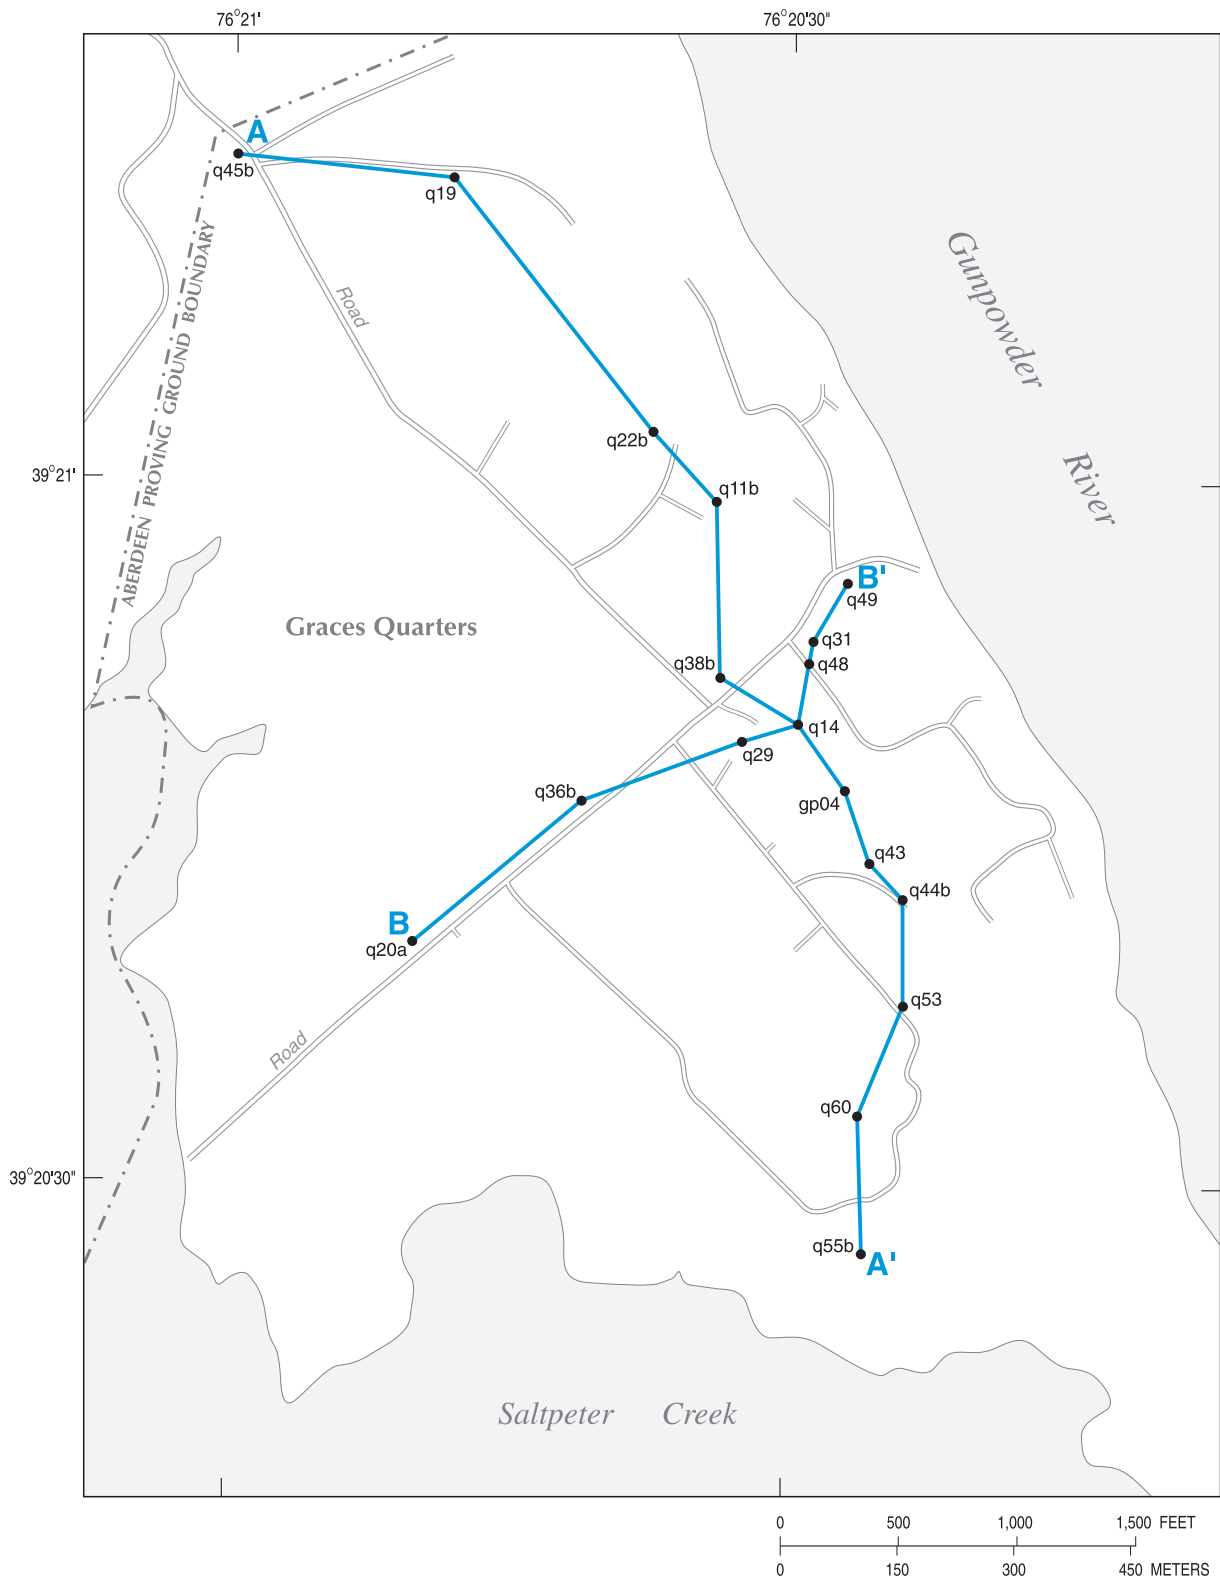 76°21'
76°20'30"
A
q45b
q19
ABERDEEN PROVING GROUND BOUNDARY
Road
Gunpowder
River
q22b
39°21'
q11b
B'
q49
Graces Quarters
q31
q48
q38b
q14
q29
q36b
gp04
q43
q44b
B
q20a
q53
Road
q60
39°20'30"
q55b
A'
Saltpeter Creek
0 500 1,000 1,500 FEET
0 150 300 450 METERS